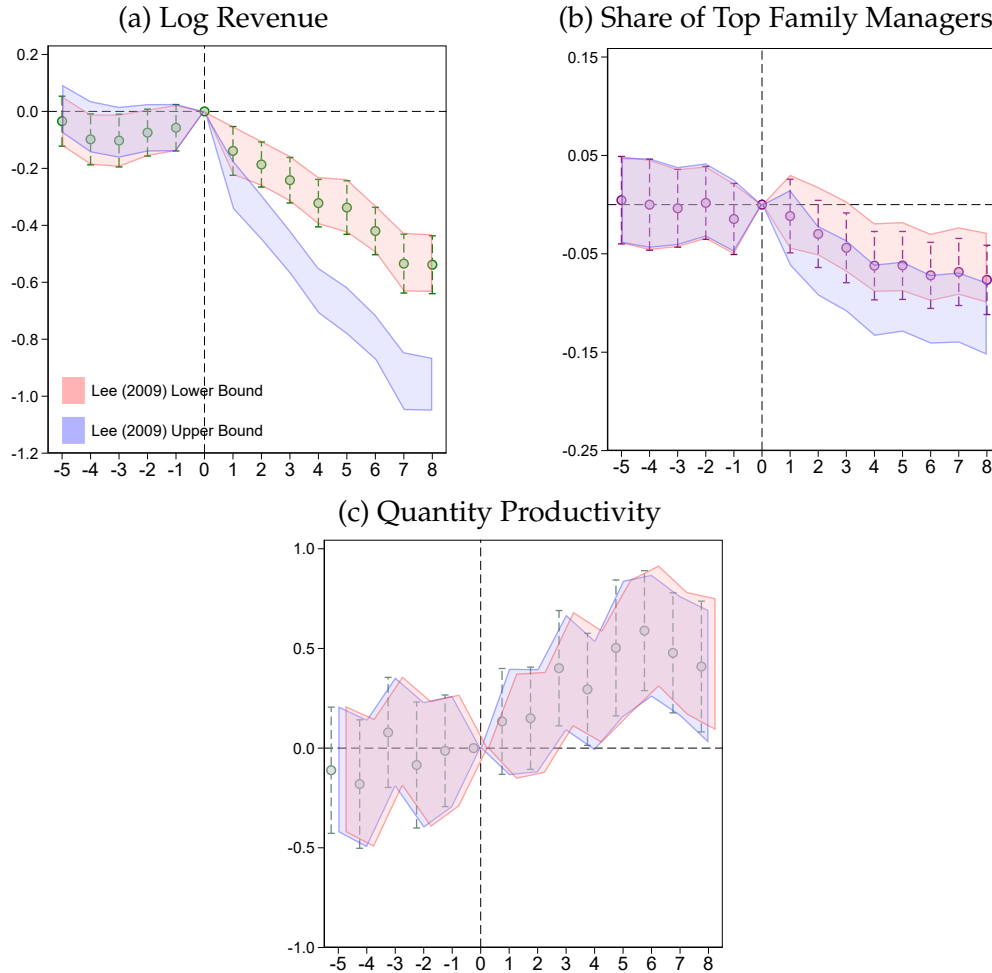 (a) Log Revenue
0.2
0.0
-0.2
-0.4
-0.6
-0.8
-1.0
-1.2
Lee (2009) Lower Bound
Lee (2009) Upper Bound
-5 -4 -3 -2 -1 0 1 2 3 4 5 6 7 8
(b) Share of Top Family Managers
0.15
0.05
-0.05
-0.15
-0.25
-5 -4 -3 -2 -1 0 1 2 3 4 5 6 7 8
(c) Quantity Productivity
1.0
0.5
0.0
-0.5
-1.0
-5 -4 -3 -2 -1 0 1 2 3 4 5 6 7 8